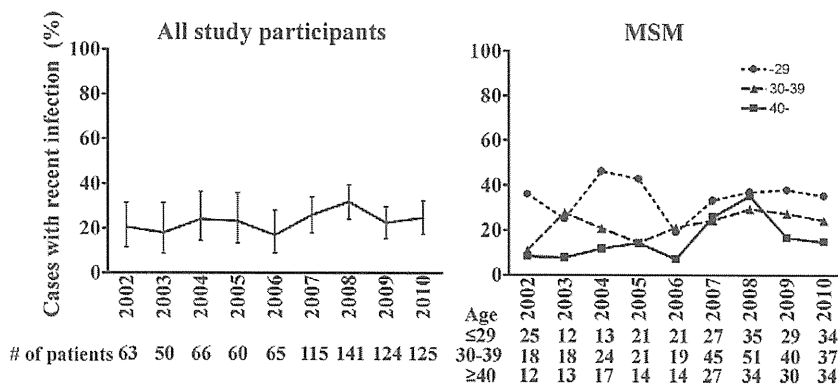 All study participants
Cases with recent infection (%)
100
80
60
40
20
0
2002 2003 2004 2005 2006 2007 2008 2009 2010
# of patients 63 50 66 60 65 115 141 124 125
MSM
100
80
60
40
20
0
-29
30-39
40-
2002 2003 2004 2005 2006 2007 2008 2009 2010
Age
≤29 25 12 13 21 21 27 35 29 34
30-39 18 18 24 21 19 45 51 40 37
≥40 12 13 17 14 14 27 34 30 34